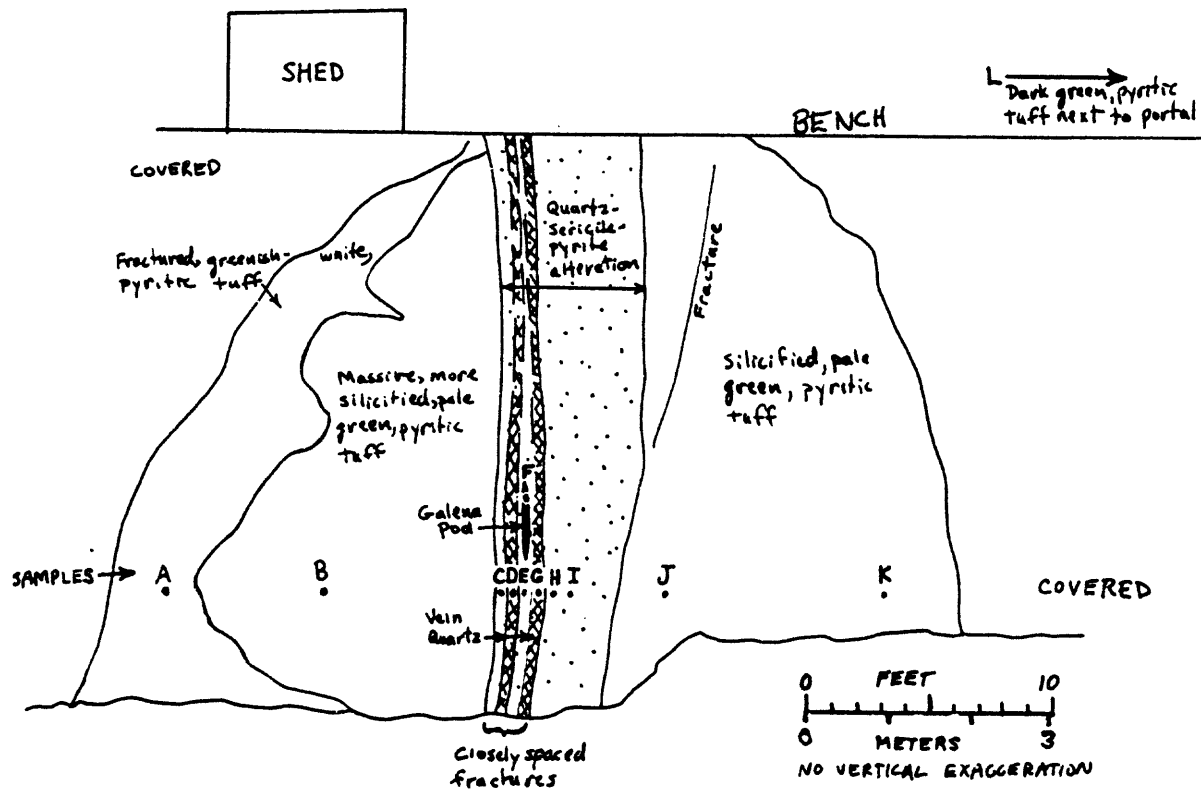 SHED
L
Dark green, pyritic
tuff next to portal
BENCH
COVERED
Quartz-
sericite-
pyrite
alteration
Fractured, greenish- white,
pyritic tuff
Fracture
Massive, more
silicified, pale
green, pyritic
tuff
Silicified, pale
green, pyritic
tuff
F
Galena
Pod
SAMPLES A B C D E G H I J K
COVERED
Vein
Quartz
0 FEET 10
0 METERS 3
NO VERTICAL EXAGGERATION
Closely spaced
fractures